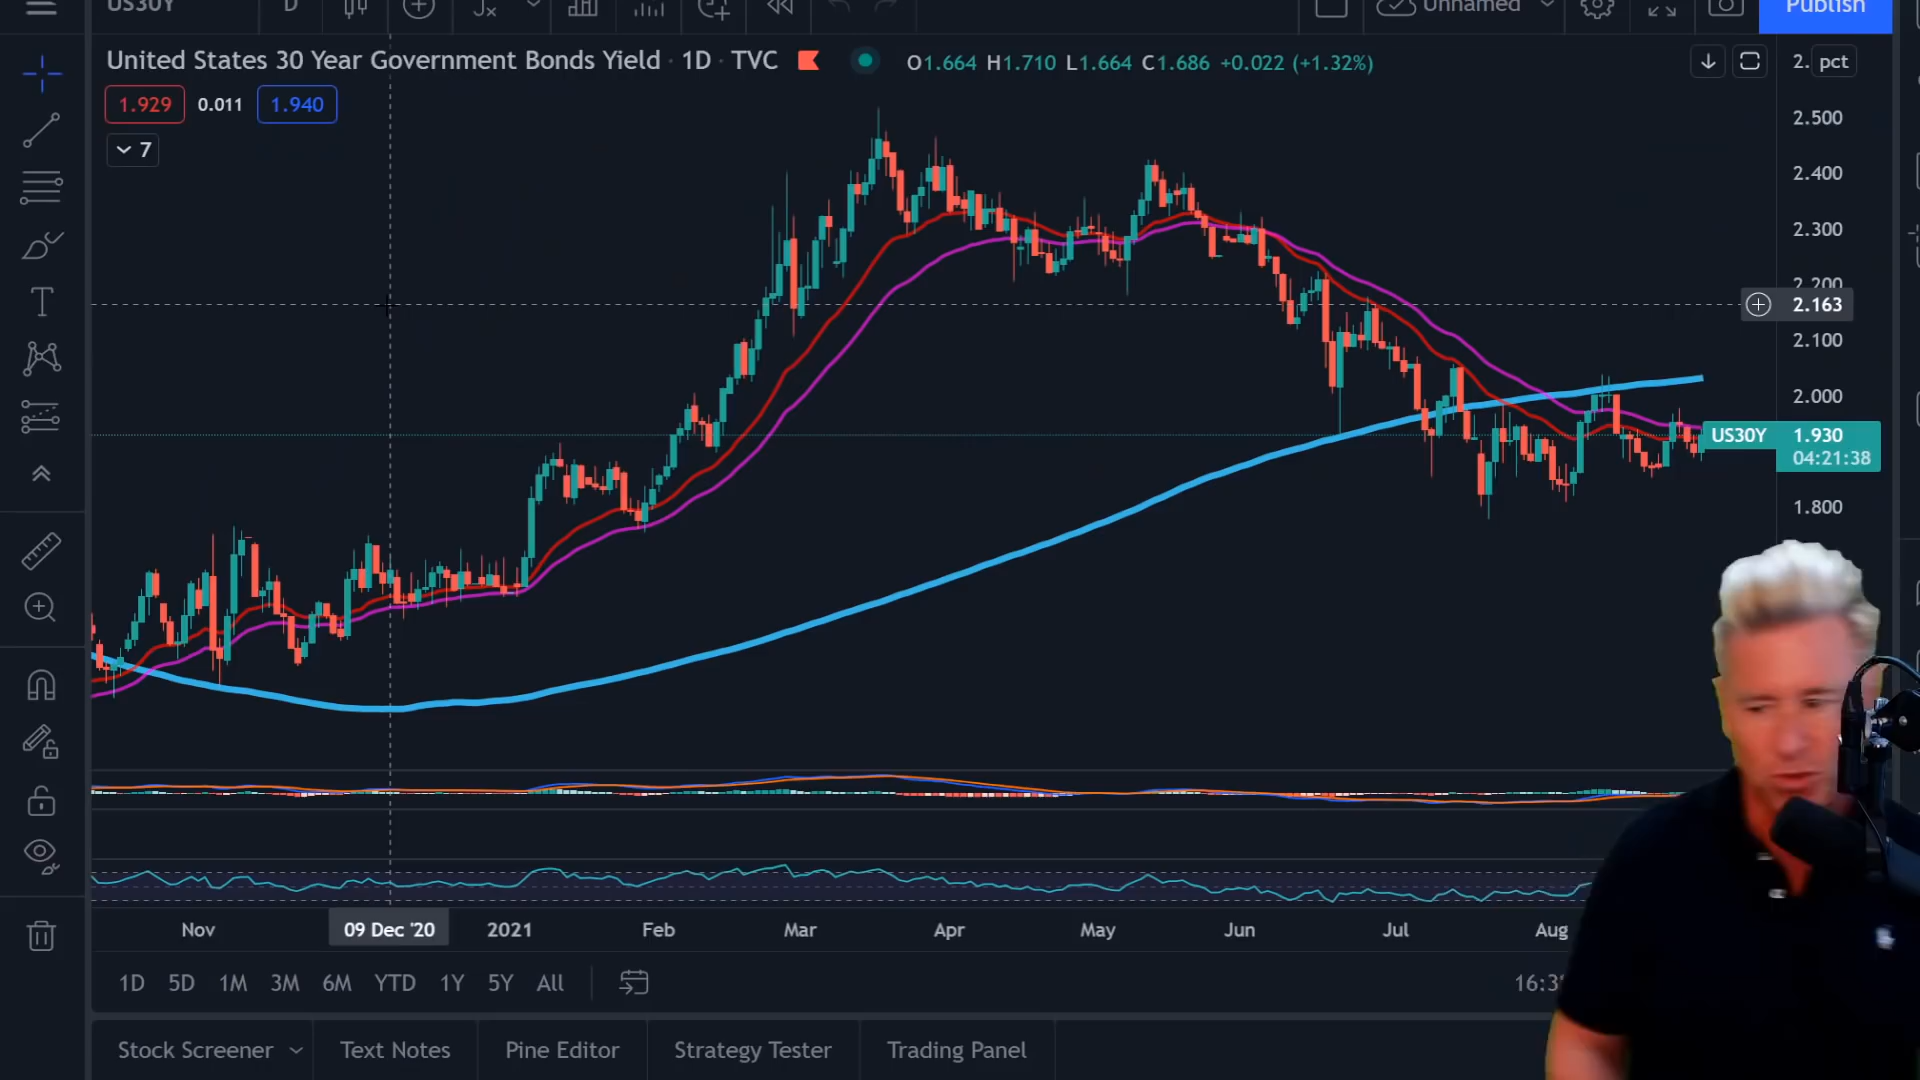 US30Y D Unnamed Publish
United States 30 Year Government Bonds Yield · 1D · TVC O1.664 H1.710 L1.664 C1.686 +0.022 (+1.32%)
2. pct
1.929 0.011 1.940
7
2.500
2.400
2.300
2.200
2.163
2.100
2.000
US30Y 1.930
04:21:38
1.800
Nov 09 Dec '20 2021 Feb Mar Apr May Jun Jul Aug
1D 5D 1M 3M 6M YTD 1Y 5Y All
Stock Screener Text Notes Pine Editor Strategy Tester Trading Panel